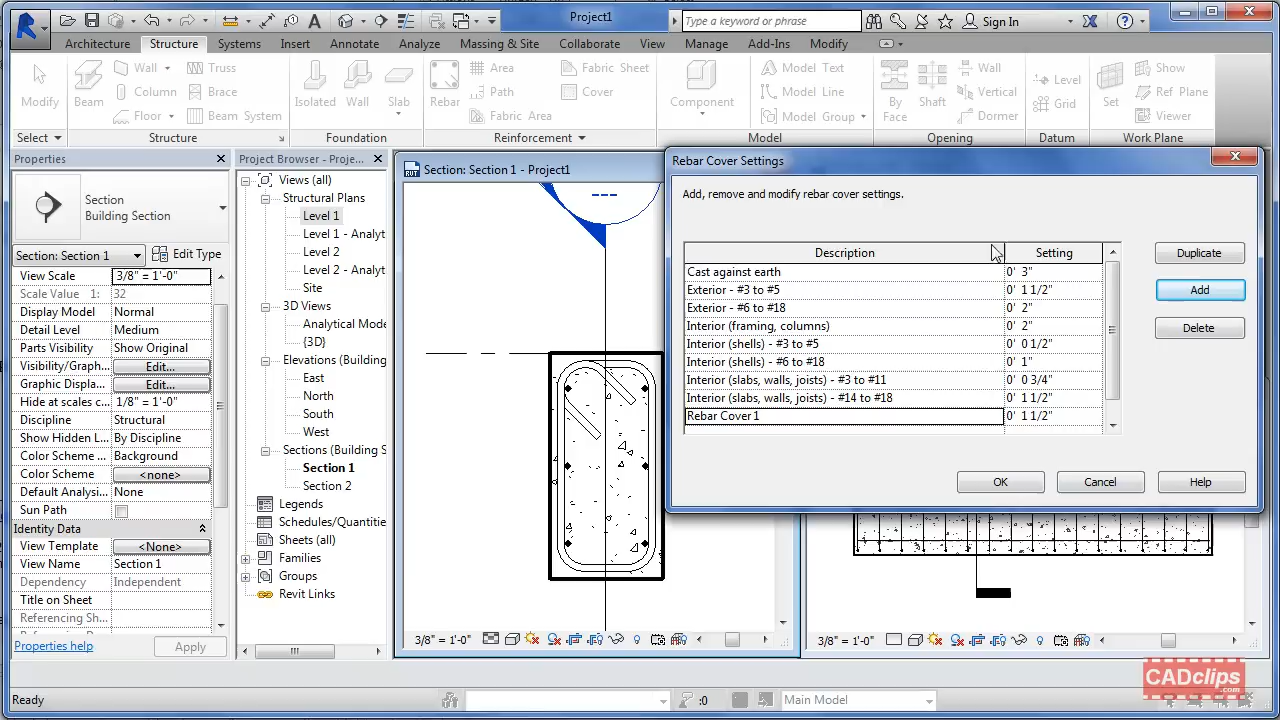 Project1
Type a keyword or phrase
Sign In
Architecture
Structure
Systems
Insert
Annotate
Analyze
Massing & Site
Collaborate
View
Manage
Add-Ins
Modify
Modify
Beam
Wall
Column
Floor
Truss
Beam System
Isolated
Wall
Slab
Rebar
Area
Path
Fabric Area
Fabric Sheet
Cover
Component
Model Text
Model Line
Model Group
By
Face
Shaft
Wall
Vertical
Dormer
Level
Grid
Set
Show
Ref Plane
Viewer
Select
Structure
Foundation
Reinforcement
Model
Opening
Datum
Work Plane
Properties
Section
Building Section
Section: Section 1
Edit Type
View Scale 3/8" = 1'-0"
Scale Value 1: 32
Display Model Normal
Detail Level Medium
Parts Visibility Show Original
Visibility/Graph... Edit...
Graphic Displa... Edit...
Hide at scales c... 1/8" = 1'-0"
Discipline Structural
Show Hidden L... By Discipline
Color Scheme ... Background
Color Scheme <none>
Default Analysi... None
Sun Path
Identity Data
View Template <None>
View Name Section 1
Dependency Independent
Title on Sheet
Referencing Sh...
Properties help
Apply
Project Browser - Proje...
Views (all)
Structural Plans
Level 1
Level 1 - Analyt
Level 2
Level 2 - Analyt
Site
3D Views
Analytical Mode
{3D}
Elevations (Building
East
North
South
West
Sections (Building S
Section 1
Section 2
Legends
Schedules/Quantitie
Sheets (all)
Families
Groups
Revit Links
Section: Section 1 - Project1
3/8" = 1'-0"
3/8" = 1'-0"
Rebar Cover Settings
Add, remove and modify rebar cover settings.
Description Setting
Cast against earth 0' 3"
Exterior - #3 to #5 0' 1 1/2"
Exterior - #6 to #18 0' 2"
Interior (framing, columns) 0' 2"
Interior (shells) - #3 to #5 0' 0 1/2"
Interior (shells) - #6 to #18 0' 1"
Interior (slabs, walls, joists) - #3 to #11 0' 0 3/4"
Interior (slabs, walls, joists) - #14 to #18 0' 1 1/2"
Rebar Cover 1 0' 1 1/2"
Duplicate
Add
Delete
OK
Cancel
Help
CADclips
.com
Ready
:0
Main Model